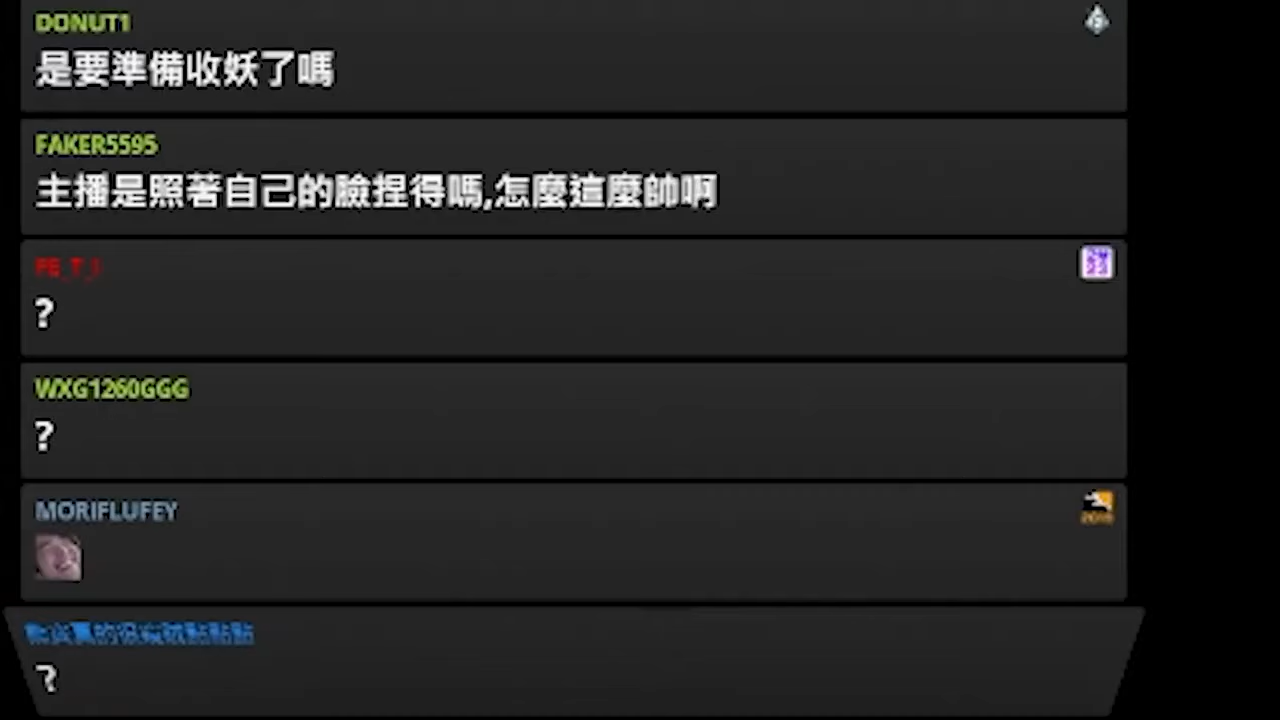 DONUT1
是要準備收妖了嗎
FAKER5595
主播是照著自己的臉捏得嗎,怎麼這麼帥啊
?
WXG1260GGG
?
MORIFLUFEY
?